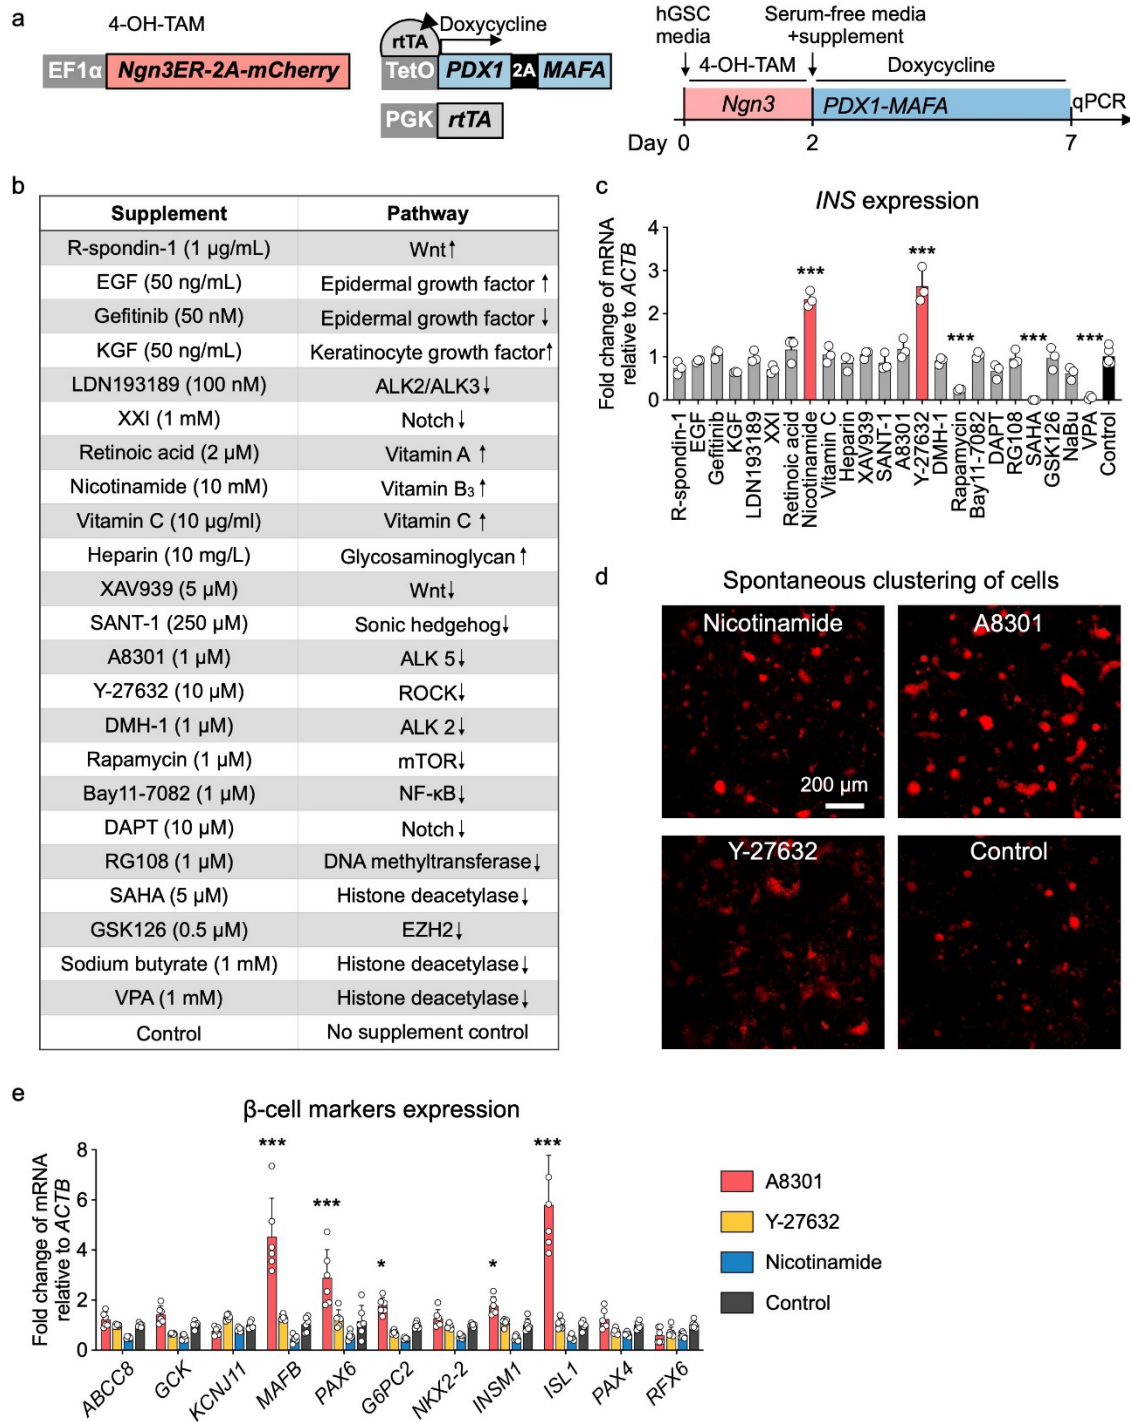 a
4-OH-TAM
EF1α Ngn3ER-2A-mCherry
Doxycycline
rtTA
TetO PDX1 2A MAFA
PGK rtTA
hGSC
media
Serum-free media
+supplement
4-OH-TAM
Doxycycline
Ngn3
PDX1-MAFA
qPCR
Day 0 2 7
b
Supplement Pathway
R-spondin-1 (1 µg/mL) Wnt↑
EGF (50 ng/mL) Epidermal growth factor ↑
Gefitinib (50 nM) Epidermal growth factor ↓
KGF (50 ng/mL) Keratinocyte growth factor↑
LDN193189 (100 nM) ALK2/ALK3↓
XXI (1 mM) Notch ↓
Retinoic acid (2 µM) Vitamin A ↑
Nicotinamide (10 mM) Vitamin B₃ ↑
Vitamin C (10 µg/ml) Vitamin C ↑
Heparin (10 mg/L) Glycosaminoglycan ↑
XAV939 (5 µM) Wnt↓
SANT-1 (250 µM) Sonic hedgehog↓
A8301 (1 µM) ALK 5↓
Y-27632 (10 µM) ROCK↓
DMH-1 (1 µM) ALK 2↓
Rapamycin (1 µM) mTOR↓
Bay11-7082 (1 µM) NF-κB↓
DAPT (10 µM) Notch ↓
RG108 (1 µM) DNA methyltransferase↓
SAHA (5 µM) Histone deacetylase↓
GSK126 (0.5 µM) EZH2↓
Sodium butyrate (1 mM) Histone deacetylase↓
VPA (1 mM) Histone deacetylase↓
Control No supplement control
c
INS expression
Fold change of mRNA
relative to ACTB
4
3
2
1
0
***
***
***
***
***
R-spondin-1
EGF
Gefitinib
KGF
LDN193189
XXI
Retinoic acid
Nicotinamide
Vitamin C
Heparin
XAV939
SANT-1
A8301
Y-27632
DMH-1
Rapamycin
Bay11-7082
DAPT
RG108
SAHA
GSK126
NaBu
VPA
Control
d
Spontaneous clustering of cells
Nicotinamide
A8301
200 µm
Y-27632
Control
e
β-cell markers expression
Fold change of mRNA
relative to ACTB
8
6
4
2
0
***
***
*
*
***
ABCC8
GCK
KCNJ11
MAFB
PAX6
G6PC2
NKX2-2
INSM1
ISL1
PAX4
RFX6
A8301
Y-27632
Nicotinamide
Control